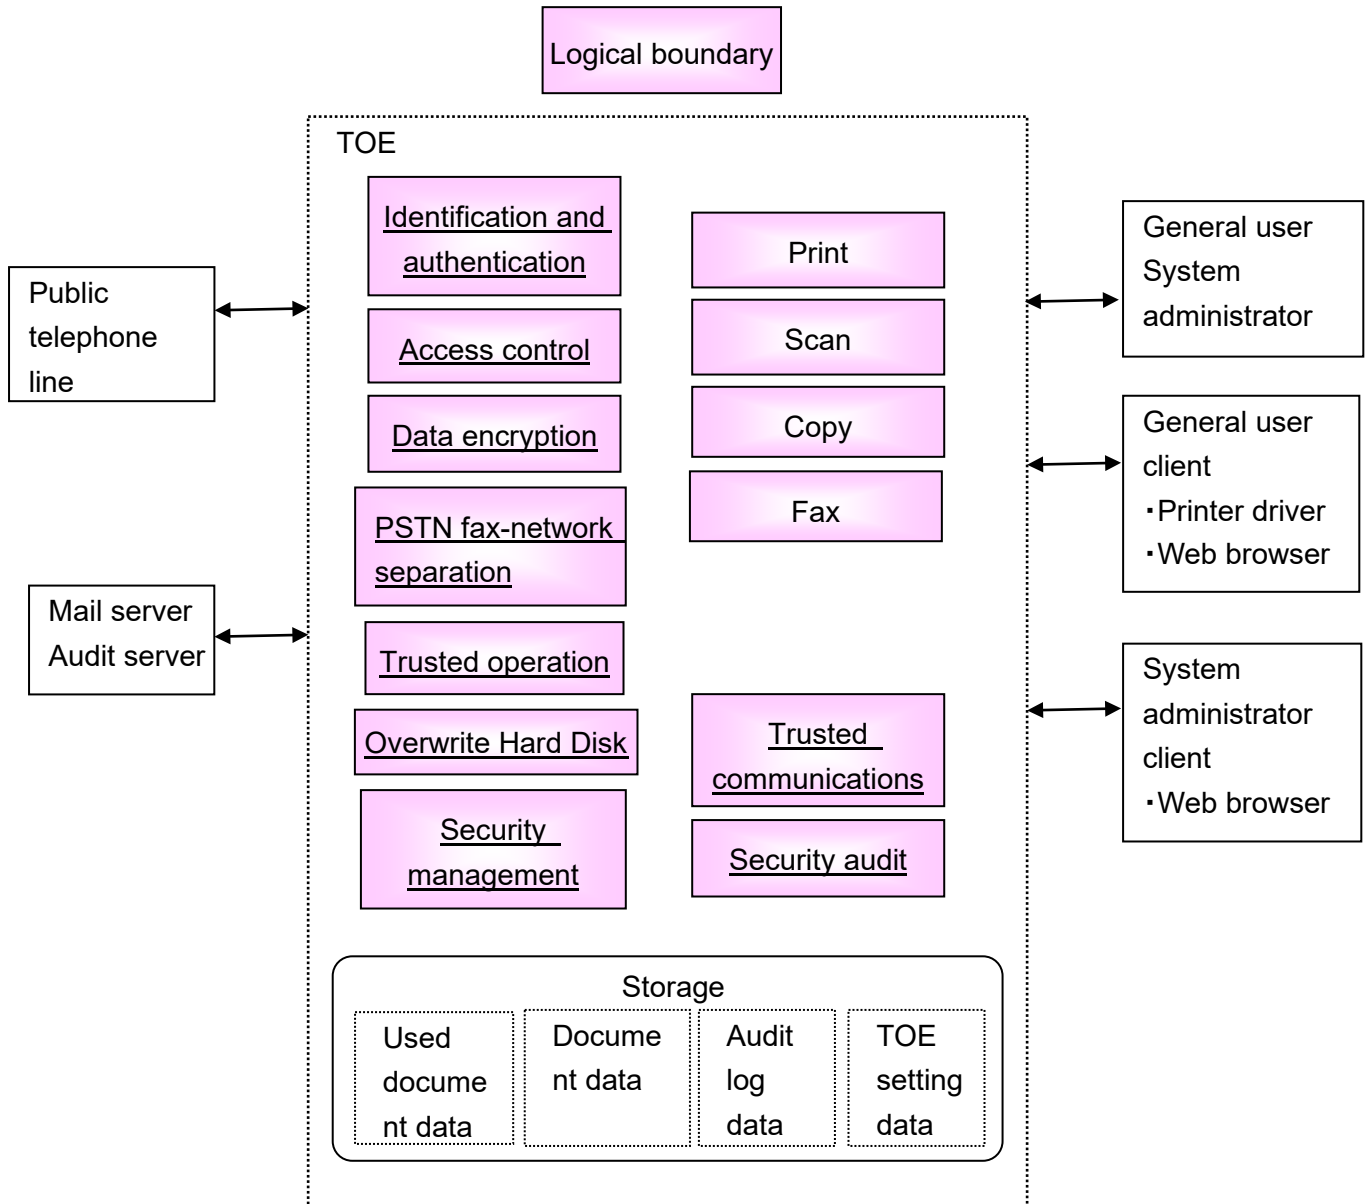 Logical boundary
TOE
Identification and
authentication
Access control
Data encryption
PSTN fax-network
separation
Trusted operation
Overwrite Hard Disk
Security
management
Print
Scan
Copy
Fax
Trusted
communications
Security audit
Public
telephone
line
Mail server
Audit server
General user
System
administrator
General user
client
・Printer driver
・Web browser
System
administrator
client
・Web browser
Storage
Used
docume
nt data
Docume
nt data
Audit
log
data
TOE
setting
data